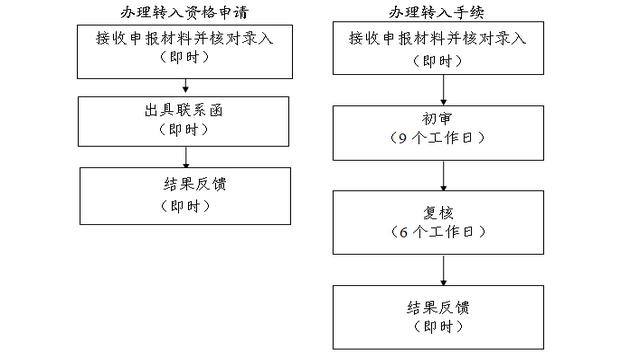 办理转入资格申请
接收申报材料并核对录入
（即时）
出具联系函
（即时）
结果反馈
（即时）
办理转入手续
接收申报材料并核对录入
（即时）
初审
（9 个工作日）
复核
（6 个工作日）
结果反馈
（即时）